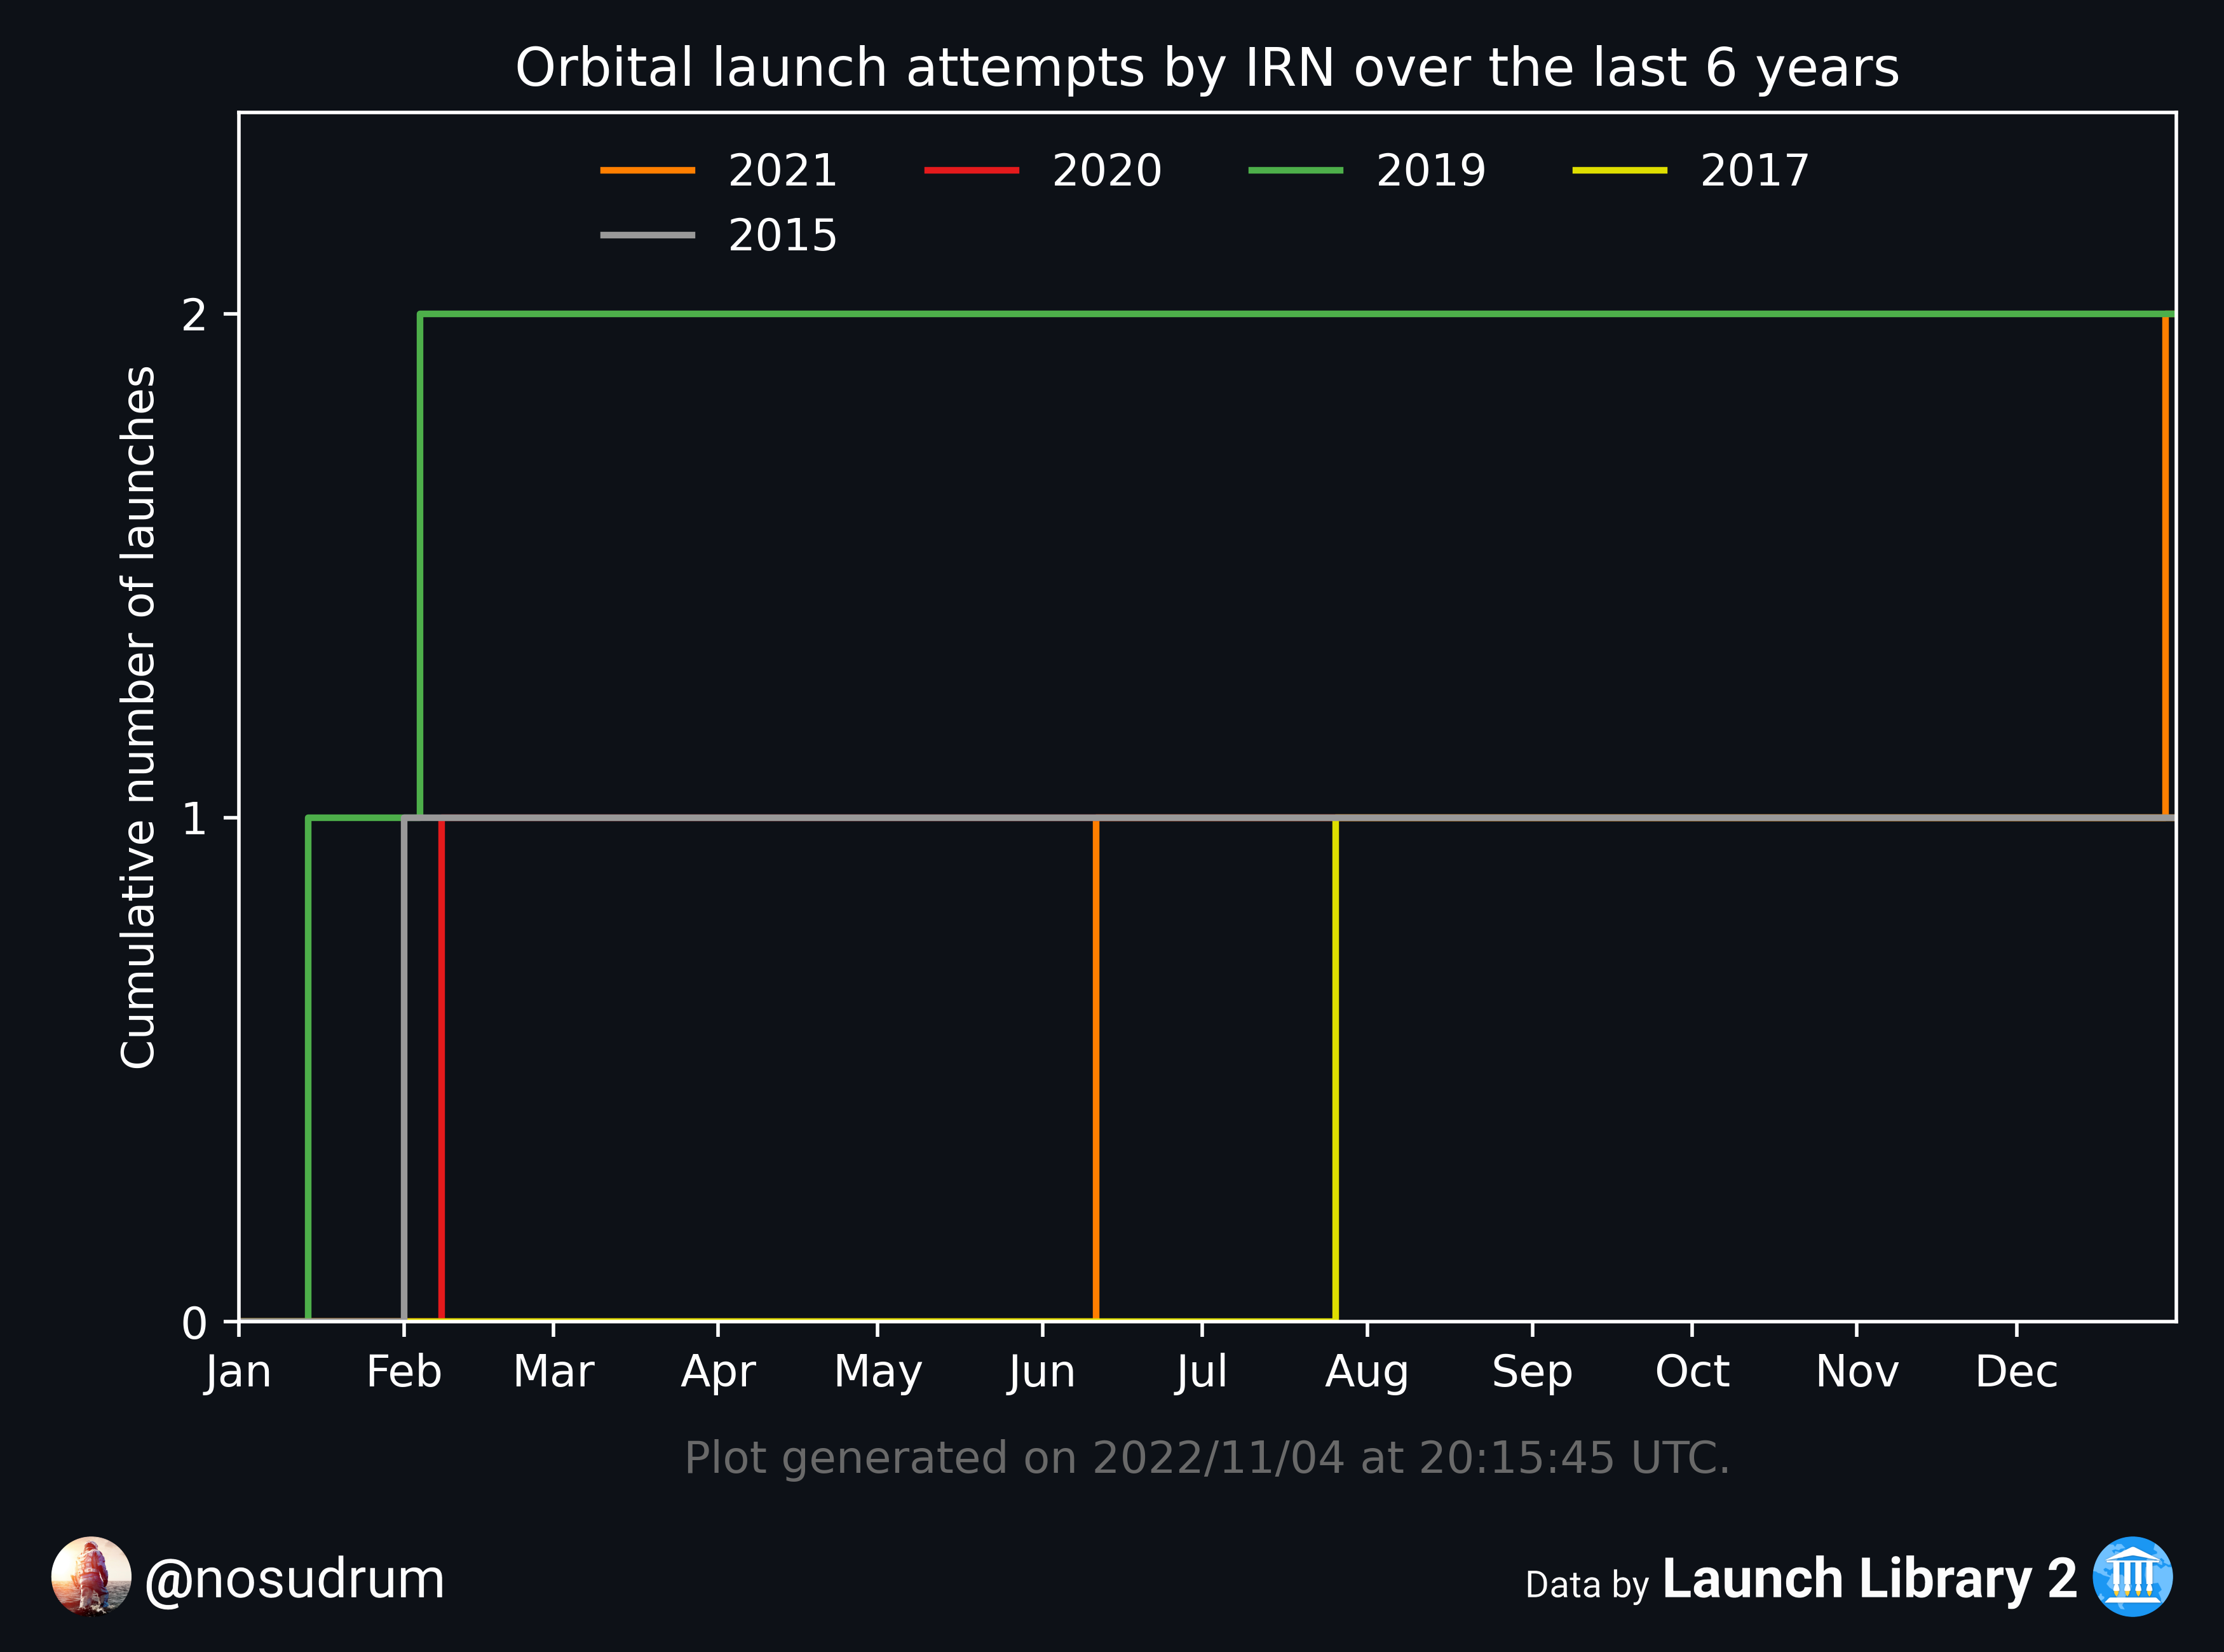 Orbital launch attempts by IRN over the last 6 years
2021 2020 2019 2017
2015
Cumulative number of launches
2
1
0
Jan Feb Mar Apr May Jun Jul Aug Sep Oct Nov Dec
Plot generated on 2022/11/04 at 20:15:45 UTC.
@nosudrum
Data by Launch Library 2